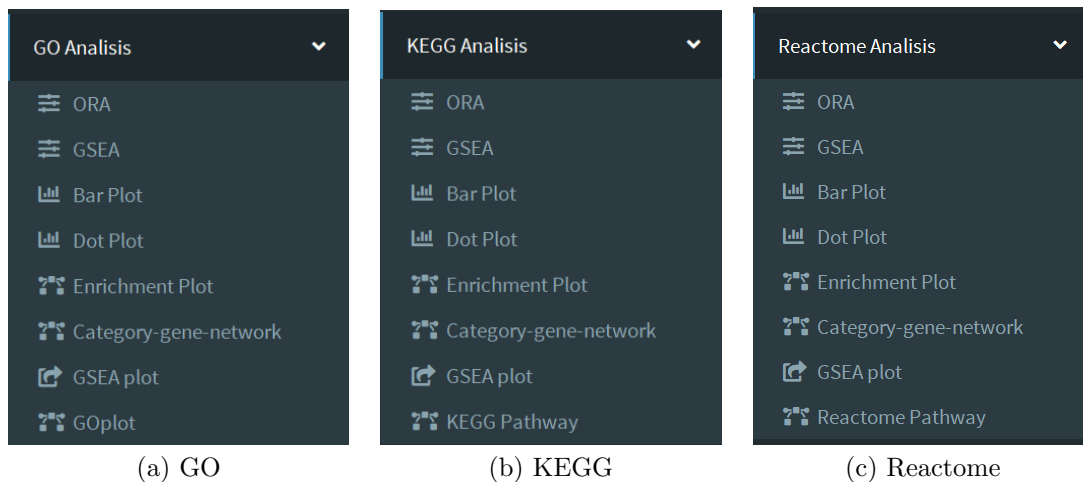 GO Analisis
ORA
GSEA
Bar Plot
Dot Plot
Enrichment Plot
Category-gene-network
GSEA plot
GOplot
(a) GO
KEGG Analisis
ORA
GSEA
Bar Plot
Dot Plot
Enrichment Plot
Category-gene-network
GSEA plot
KEGG Pathway
(b) KEGG
Reactome Analisis
ORA
GSEA
Bar Plot
Dot Plot
Enrichment Plot
Category-gene-network
GSEA plot
Reactome Pathway
(c) Reactome